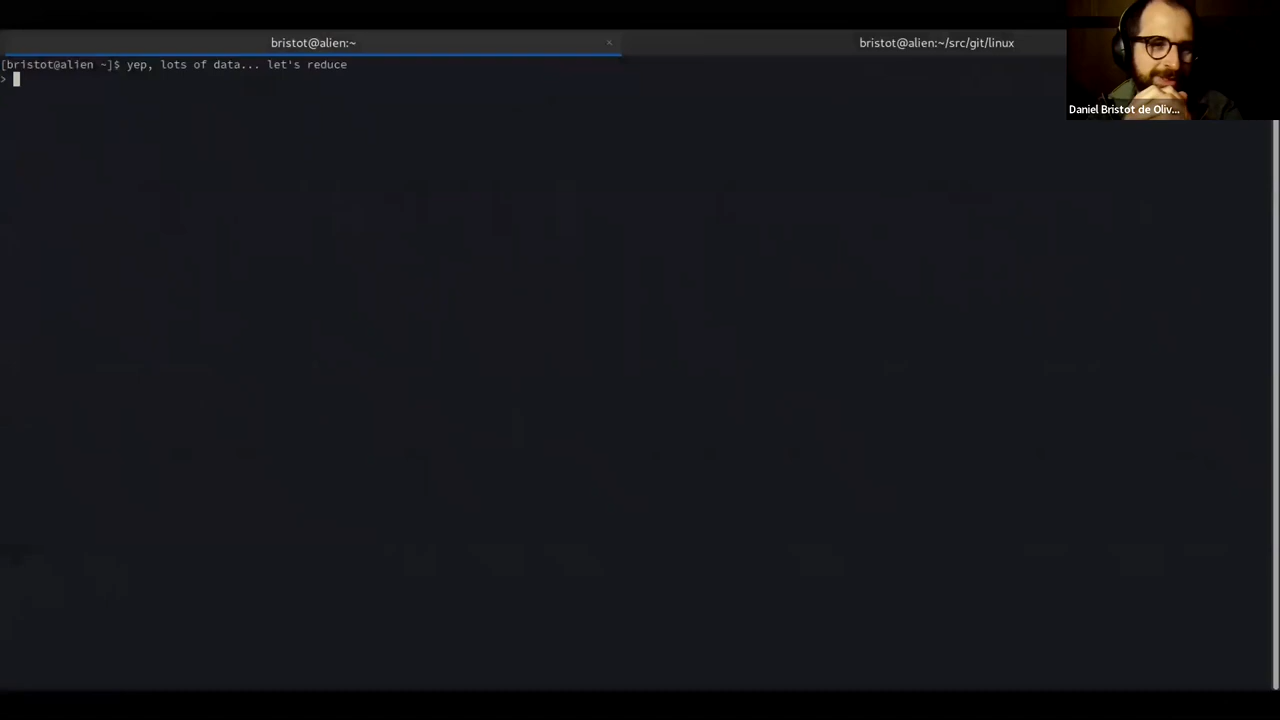 bristot@alien:~ ×
bristot@alien:~/src/git/linux
[bristot@alien ~]$ yep, lots of data... let's reduce
>
Daniel Bristot de Oliv...